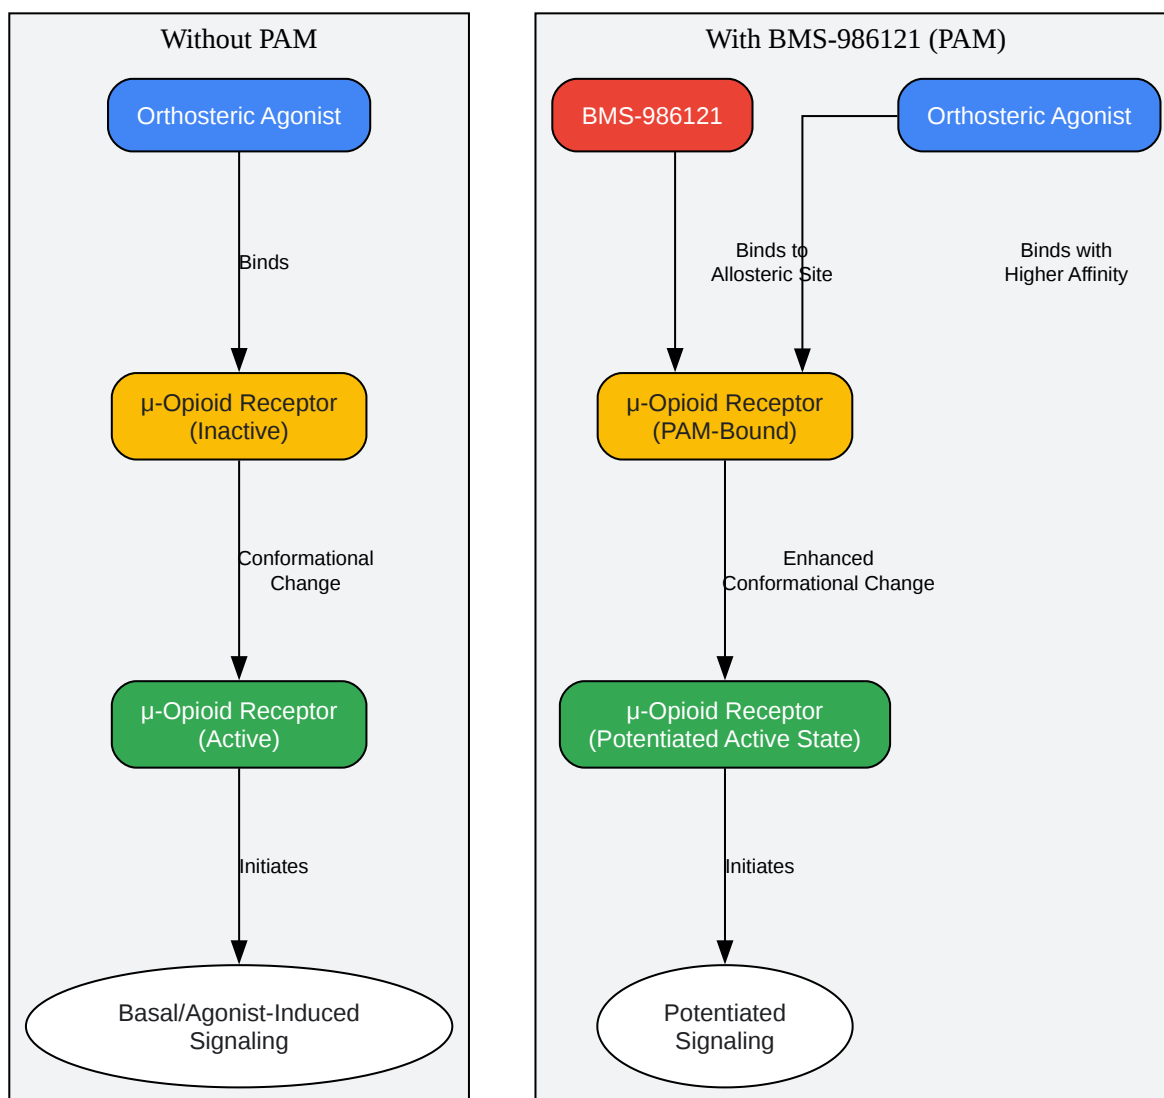 Without PAM
Orthosteric Agonist
Binds
μ-Opioid Receptor
(Inactive)
Conformational
Change
μ-Opioid Receptor
(Active)
Initiates
Basal/Agonist-Induced
Signaling
With BMS-986121 (PAM)
BMS-986121
Orthosteric Agonist
Binds to
Allosteric Site
Binds with
Higher Affinity
μ-Opioid Receptor
(PAM-Bound)
Enhanced
Conformational Change
μ-Opioid Receptor
(Potentiated Active State)
Initiates
Potentiated
Signaling